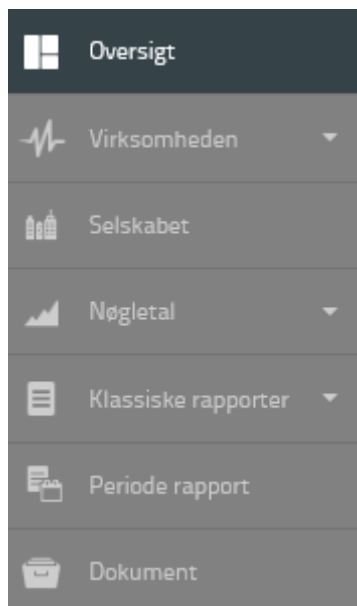 Oversigt
Virksomheden
Selskabet
Nøgletal
Klassiske rapporter
Periode rapport
Dokument